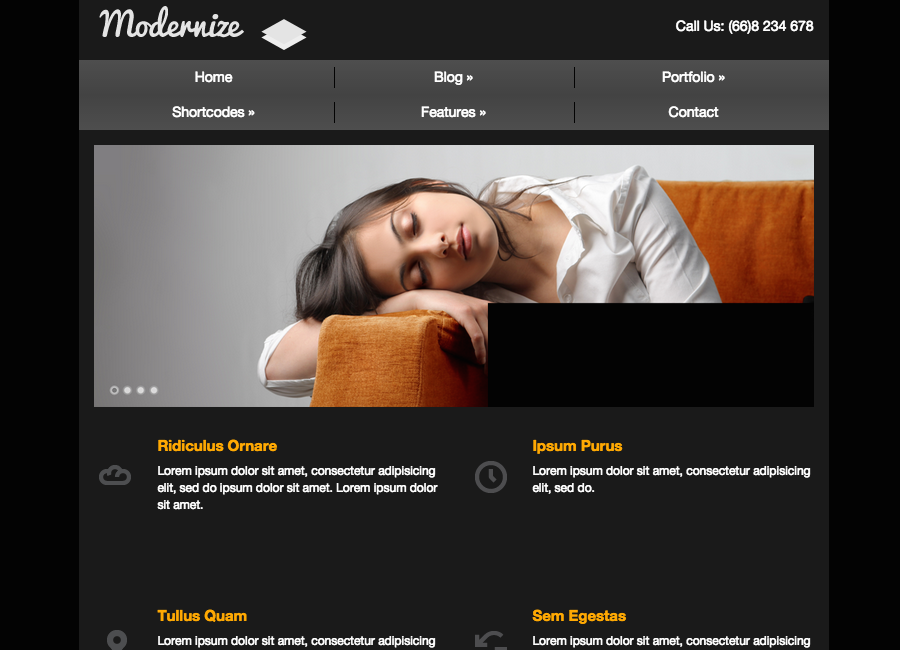 Modernize
Call Us: (66)8 234 678
Home
Blog »
Portfolio »
Shortcodes »
Features »
Contact
Ridiculus Ornare
Lorem ipsum dolor sit amet, consectetur adipisicing
elit, sed do ipsum dolor sit amet. Lorem ipsum dolor
sit amet.
Ipsum Purus
Lorem ipsum dolor sit amet, consectetur adipisicing
elit, sed do.
Tullus Quam
Lorem ipsum dolor sit amet, consectetur adipisicing
Sem Egestas
Lorem ipsum dolor sit amet, consectetur adipisicing